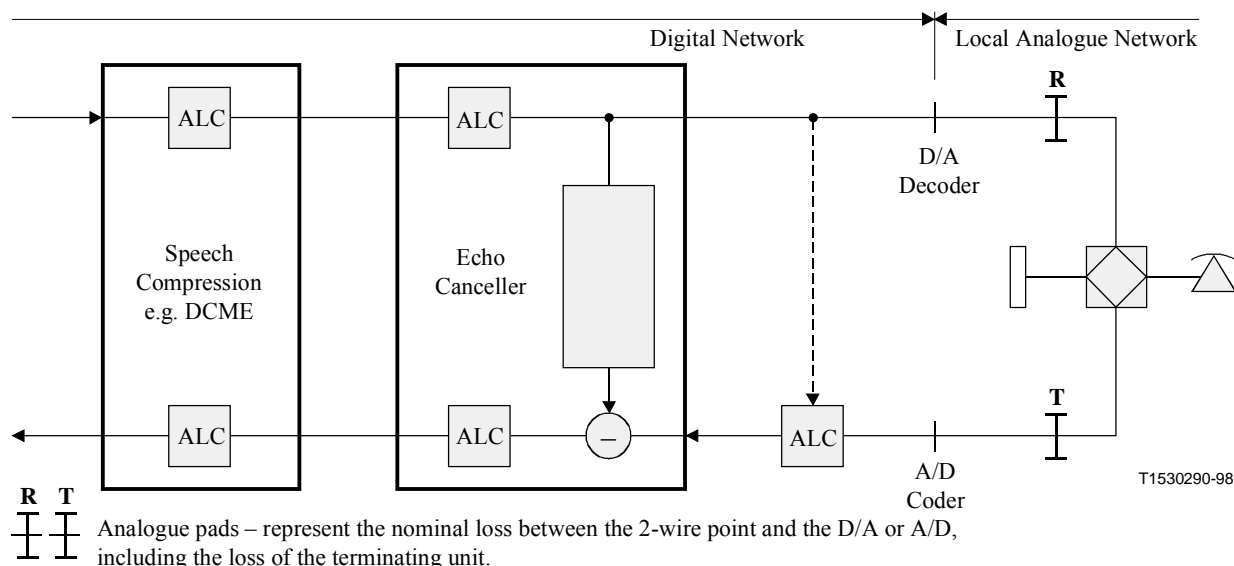 Digital Network
Local Analogue Network
R
ALC
ALC
D/A
Decoder
Speech
Compression
e.g. DCME
Echo
Canceller
T
ALC
ALC
–
ALC
A/D
Coder
T1530290-98
R T
Analogue pads – represent the nominal loss between the 2-wire point and the D/A or A/D,
including the loss of the terminating unit.